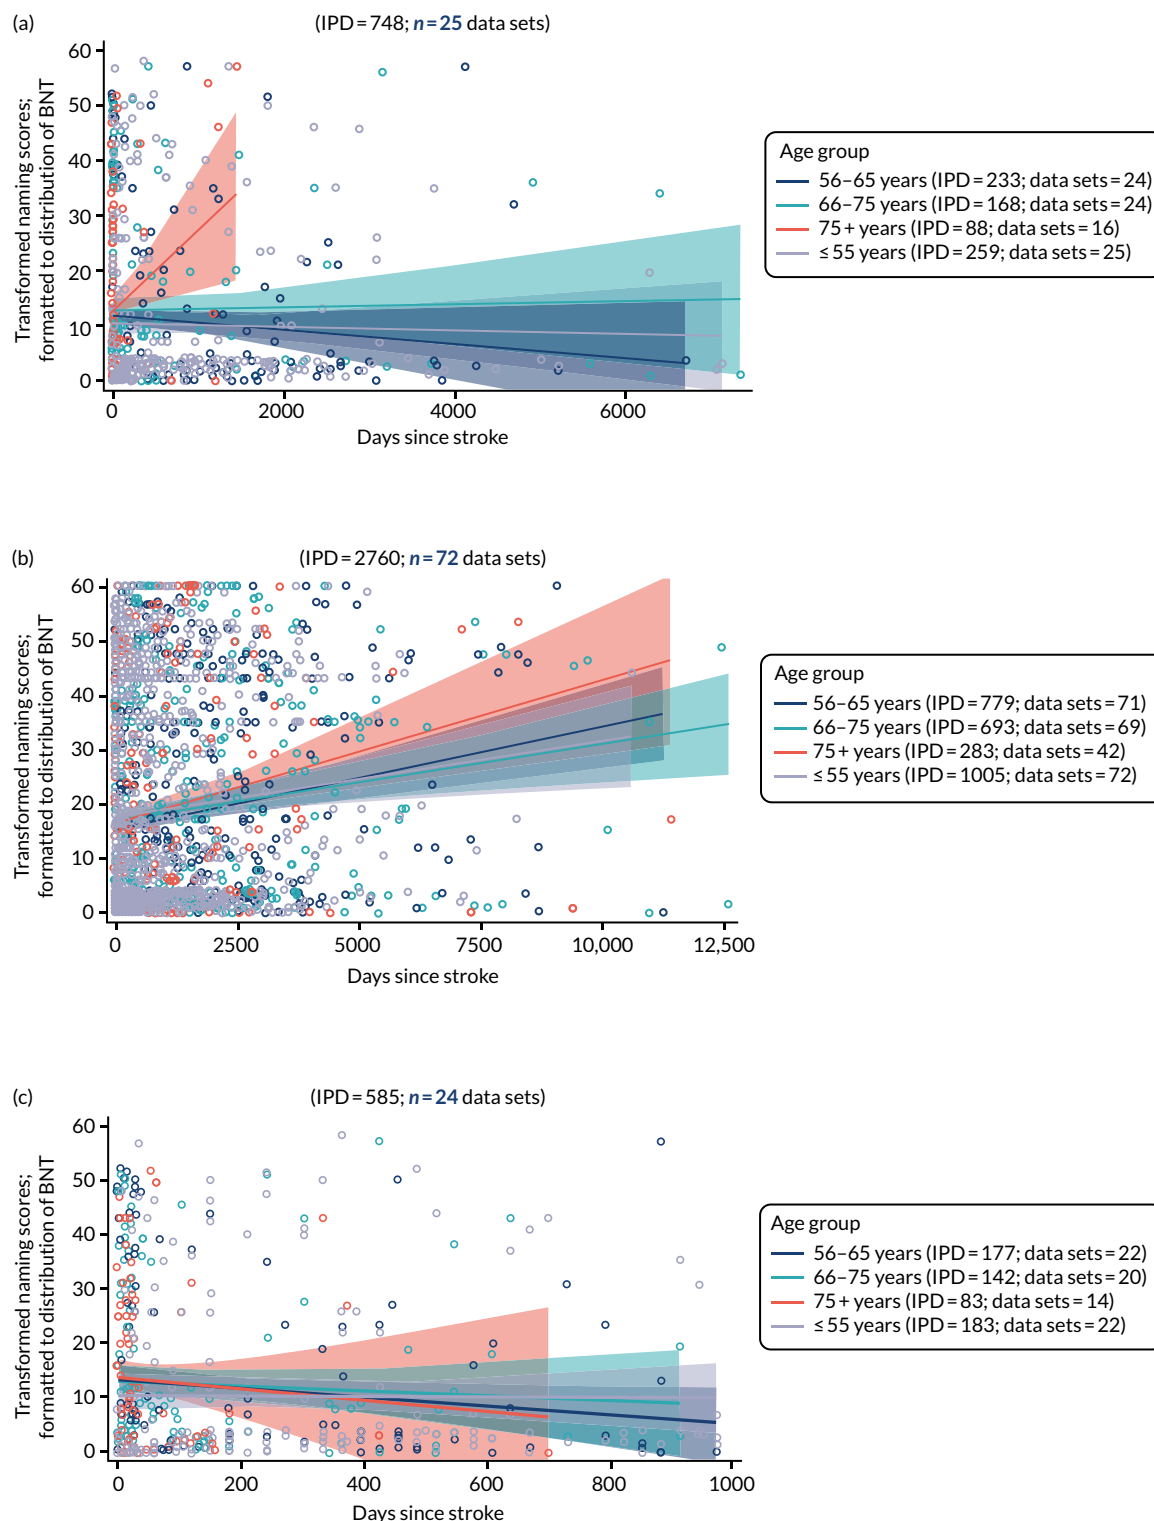 (a)
(IPD = 748; n = 25 data sets)
Transformed naming scores;
formatted to distribution of BNT
60
50
40
30
20
10
0
0
2000
4000
6000
Days since stroke
Age group
56–65 years (IPD = 233; data sets = 24)
66–75 years (IPD = 168; data sets = 24)
75 + years (IPD = 88; data sets = 16)
≤ 55 years (IPD = 259; data sets = 25)
(b)
(IPD = 2760; n = 72 data sets)
Transformed naming scores;
formatted to distribution of BNT
60
50
40
30
20
10
0
0
2500
5000
7500
10,000
12,500
Days since stroke
Age group
56–65 years (IPD = 779; data sets = 71)
66–75 years (IPD = 693; data sets = 69)
75 + years (IPD = 283; data sets = 42)
≤ 55 years (IPD = 1005; data sets = 72)
(c)
(IPD = 585; n = 24 data sets)
Transformed naming scores;
formatted to distribution of BNT
60
50
40
30
20
10
0
0
200
400
600
800
1000
Days since stroke
Age group
56–65 years (IPD = 177; data sets = 22)
66–75 years (IPD = 142; data sets = 20)
75 + years (IPD = 83; data sets = 14)
≤ 55 years (IPD = 183; data sets = 22)